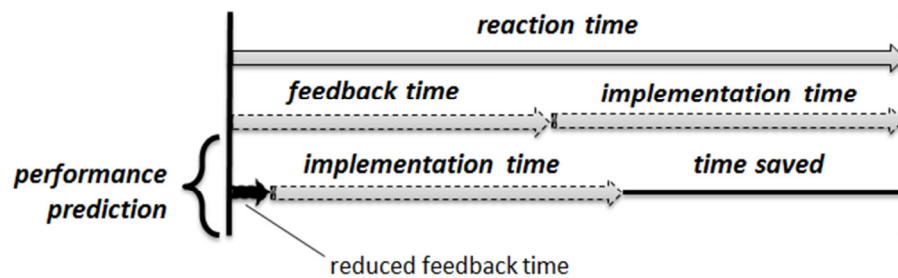 reaction time
feedback time
implementation time
performance
prediction
implementation time
time saved
reduced feedback time